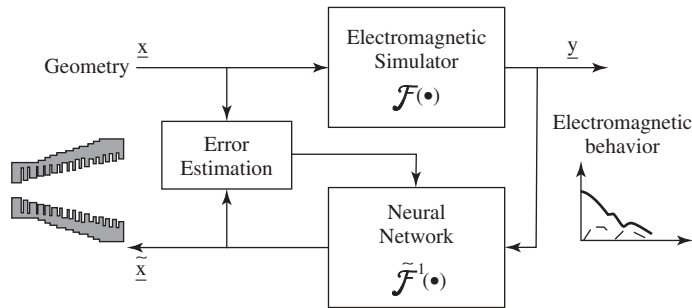 x
Geometry
Electromagnetic
Simulator
F(•)
y
Error
Estimation
Electromagnetic
behavior
Neural
Network
F̃¹(•)
x̃